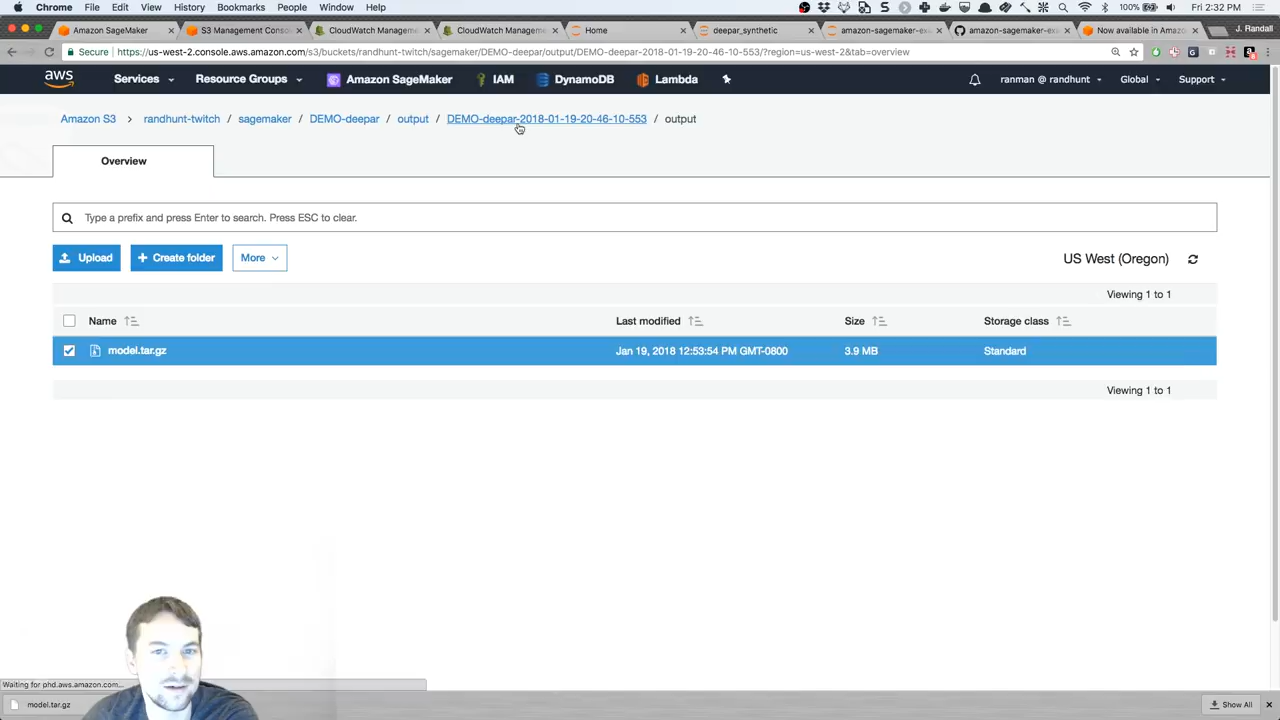 Chrome File Edit View History Bookmarks People Window Help 100% Fri 2:32 PM
Amazon SageMaker S3 Management Conso CloudWatch Manageme CloudWatch Manageme Home deepar_synthetic amazon-sagemaker-exa amazon-sagemaker-exa Now available in Amazo J. Randall
Secure https://us-west-2.console.aws.amazon.com/s3/buckets/randhunt-twitch/sagemaker/DEMO-deepar/output/DEMO-deepar-2018-01-19-20-46-10-553/?region=us-west-2&tab=overview
aws Services Resource Groups Amazon SageMaker IAM DynamoDB Lambda ranman @ randhunt Global Support
Amazon S3 > randhunt-twitch / sagemaker / DEMO-deepar / output / DEMO-deepar-2018-01-19-20-46-10-553 / output
Overview
Type a prefix and press Enter to search. Press ESC to clear.
Upload + Create folder More US West (Oregon)
Viewing 1 to 1
Name Last modified Size Storage class
model.tar.gz Jan 19, 2018 12:53:54 PM GMT-0800 3.9 MB Standard
Viewing 1 to 1
Waiting for phd.aws.amazon.com...
model.tar.gz Show All